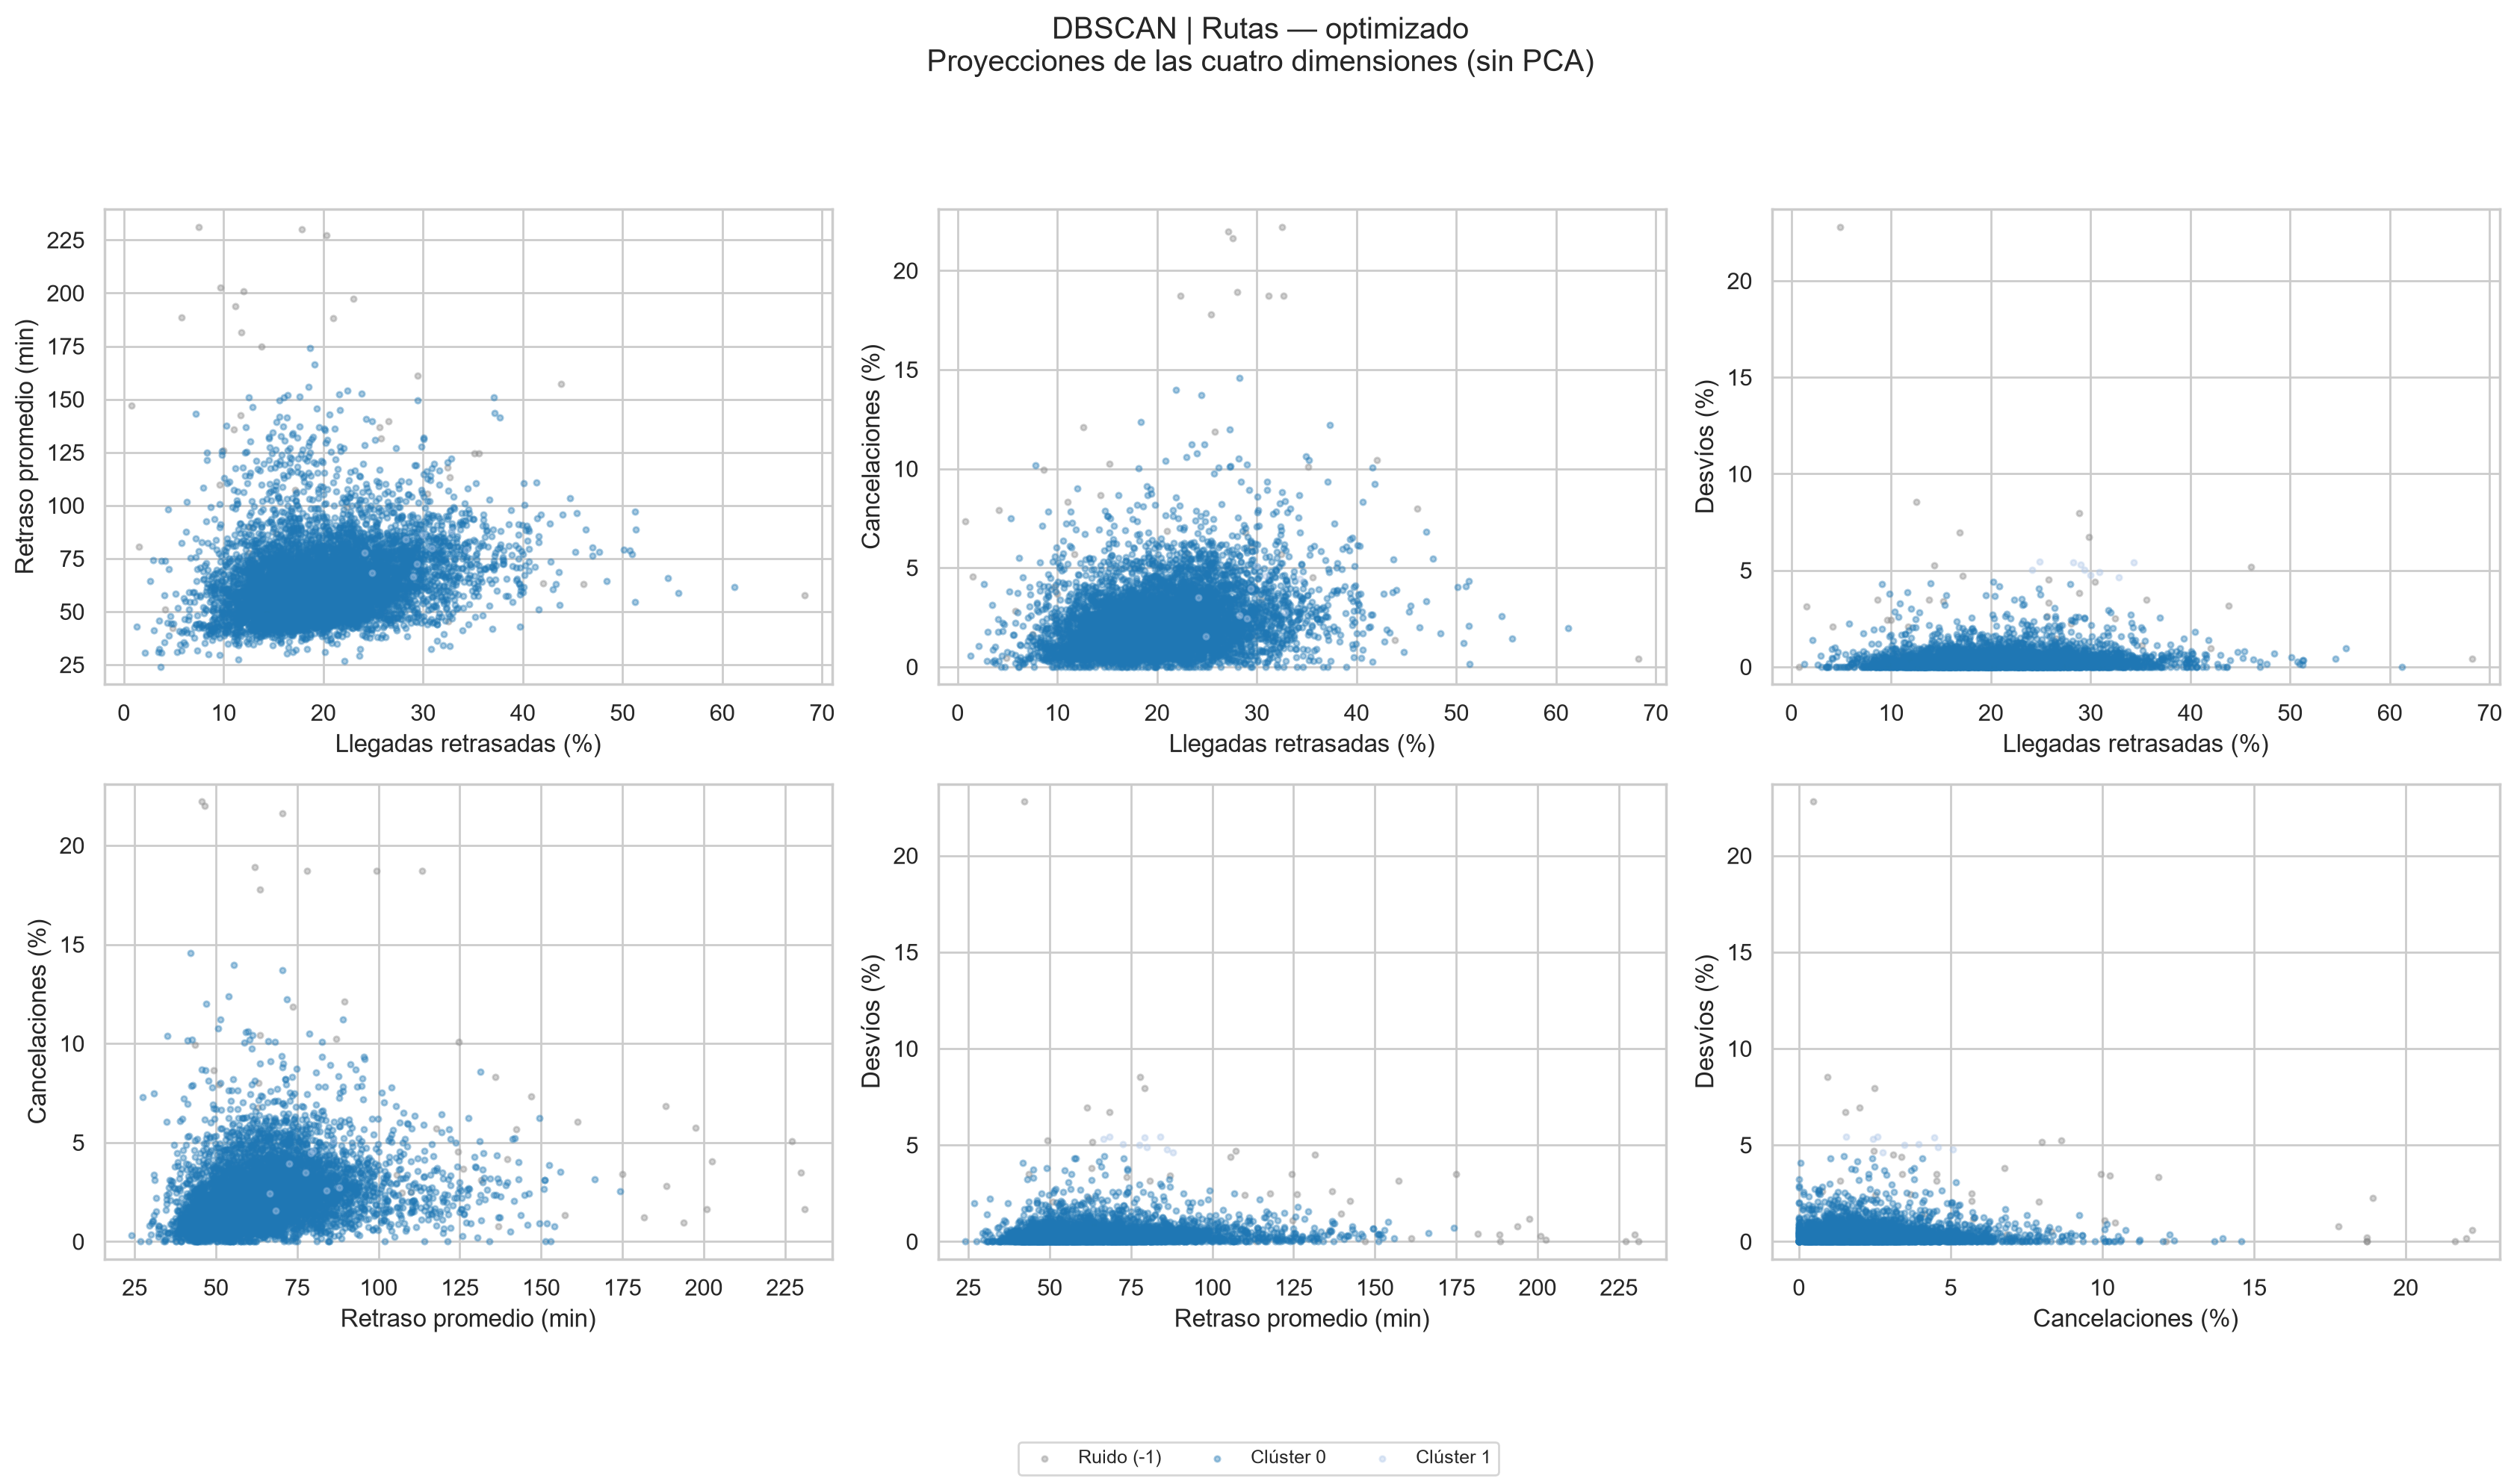 DBSCAN | Rutas — optimizado
Proyecciones de las cuatro dimensiones (sin PCA)
225
200
175
150
125
100
75
50
25
Retraso promedio (min)
0 10 20 30 40 50 60 70
Llegadas retrasadas (%)
20
15
10
5
0
Cancelaciones (%)
0 10 20 30 40 50 60 70
Llegadas retrasadas (%)
20
15
10
5
0
Desvíos (%)
0 10 20 30 40 50 60 70
Llegadas retrasadas (%)
20
15
10
5
0
Cancelaciones (%)
25 50 75 100 125 150 175 200 225
Retraso promedio (min)
20
15
10
5
0
Desvíos (%)
25 50 75 100 125 150 175 200 225
Retraso promedio (min)
20
15
10
5
0
Desvíos (%)
0 5 10 15 20
Cancelaciones (%)
Ruido (-1) Clúster 0 Clúster 1